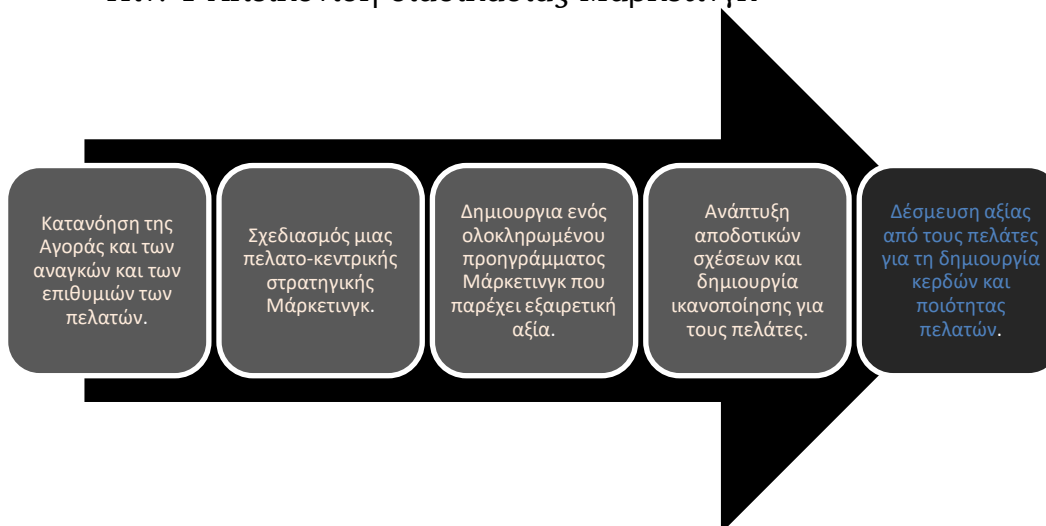 Κατανόηση της
Αγοράς και των
αναγκών και των
επιθυμιών των
πελατών.
Σχεδιασμός μιας
πελατο-κεντρικής
στρατηγικής
Μάρκετινγκ.
Δημιουργια ενός
ολοκληρωμένου
προηγράμματος
Μάρκετινγκ που
παρέχει εξαιρετική
αξία.
Ανάπτυξη
αποδοτικών
σχέσεων και
δημιουργία
ικανοποίησης για
τους πελάτες.
Δέσμευση αξίας
από τους πελάτες
για τη δημιουργία
κερδών και
ποιότητας
πελατών.